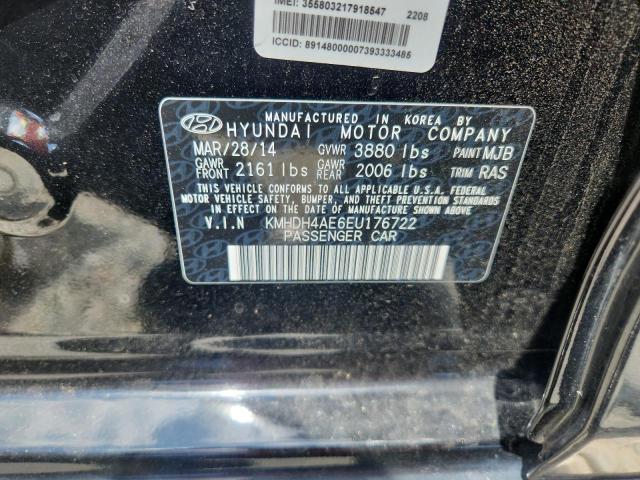 IMEI: 355803217918547 2208
ICCID: 89148000007393333485
MANUFACTURED IN KOREA BY
HYUNDAI MOTOR COMPANY
MAR/28/14 GVWR 3880 lbs PAINT MJB
GAWR FRONT 2161 lbs GAWR REAR 2006 lbs TRIM RAS
THIS VEHICLE CONFORMS TO ALL APPLICABLE U.S.A. FEDERAL
MOTOR VEHICLE SAFETY, BUMPER, AND THEFT PREVENTION STANDARDS
IN EFFECT ON THE DATE OF MANUFACTURE SHOWN ABOVE.
V.I.N KMHDH4AE6EU176722
PASSENGER CAR